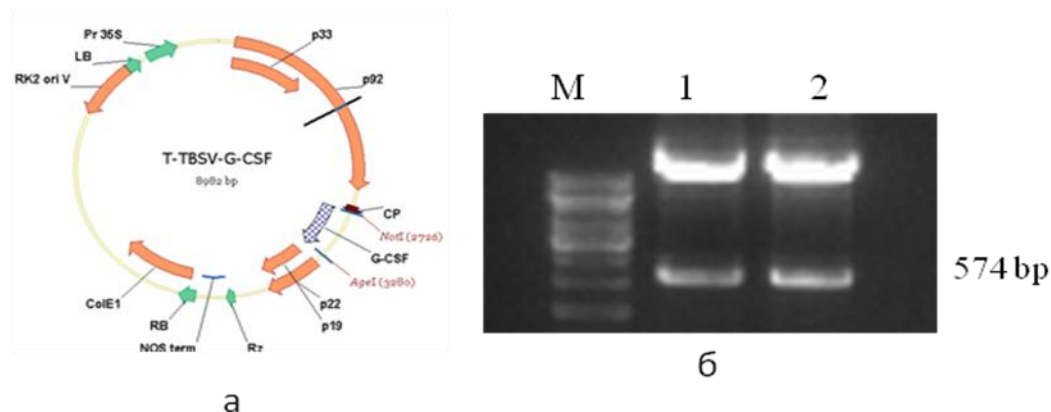 Pr 35S
LB
RK2 ori V
p33
p92
T-TBSV-G-CSF
8982 bp
CP
NotI (2726)
G-CSF
AgeI (3280)
p22
p19
ColE1
RB
NOS term
Rz
а
M
1
2
574 bp
б